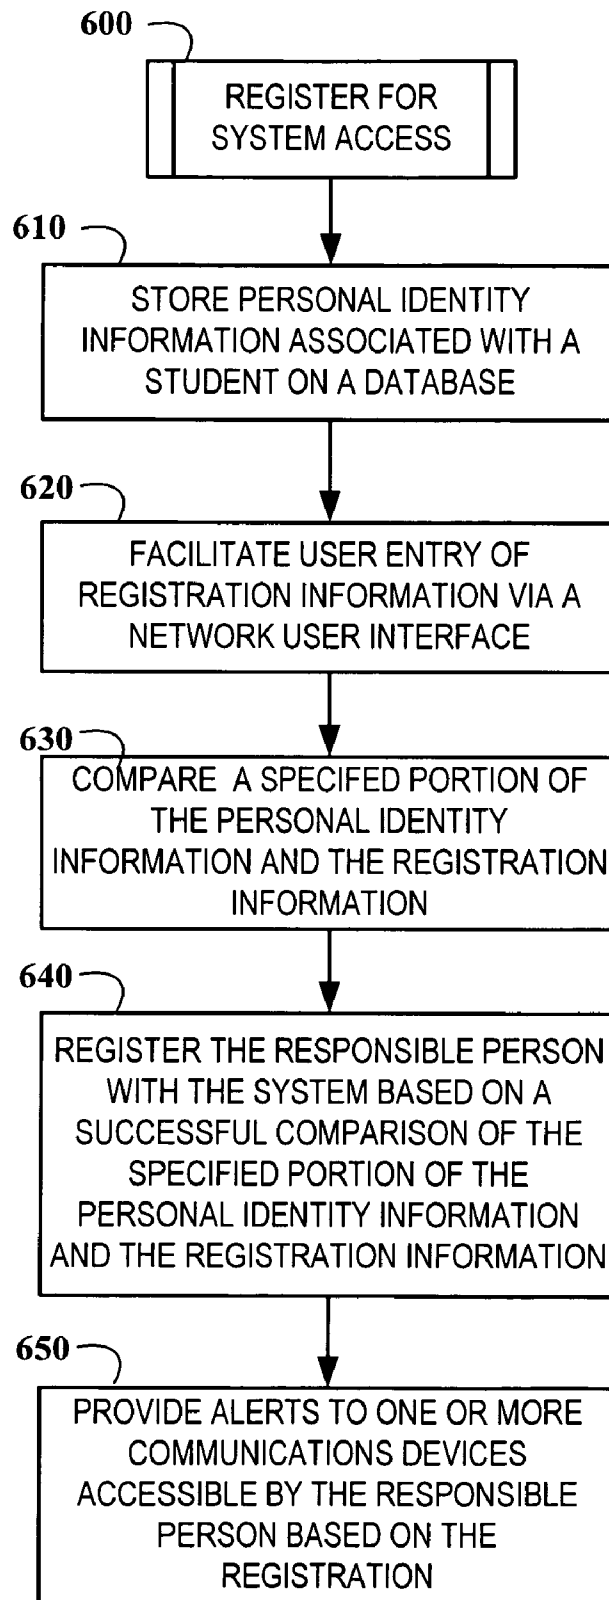 600
REGISTER FOR
SYSTEM ACCESS
610
STORE PERSONAL IDENTITY
INFORMATION ASSOCIATED WITH A
STUDENT ON A DATABASE
620
FACILITATE USER ENTRY OF
REGISTRATION INFORMATION VIA A
NETWORK USER INTERFACE
630
COMPARE A SPECIFED PORTION OF
THE PERSONAL IDENTITY
INFORMATION AND THE REGISTRATION
INFORMATION
640
REGISTER THE RESPONSIBLE PERSON
WITH THE SYSTEM BASED ON A
SUCCESSFUL COMPARISON OF THE
SPECIFIED PORTION OF THE
PERSONAL IDENTITY INFORMATION
AND THE REGISTRATION INFORMATION
650
PROVIDE ALERTS TO ONE OR MORE
COMMUNICATIONS DEVICES
ACCESSIBLE BY THE RESPONSIBLE
PERSON BASED ON THE
REGISTRATION